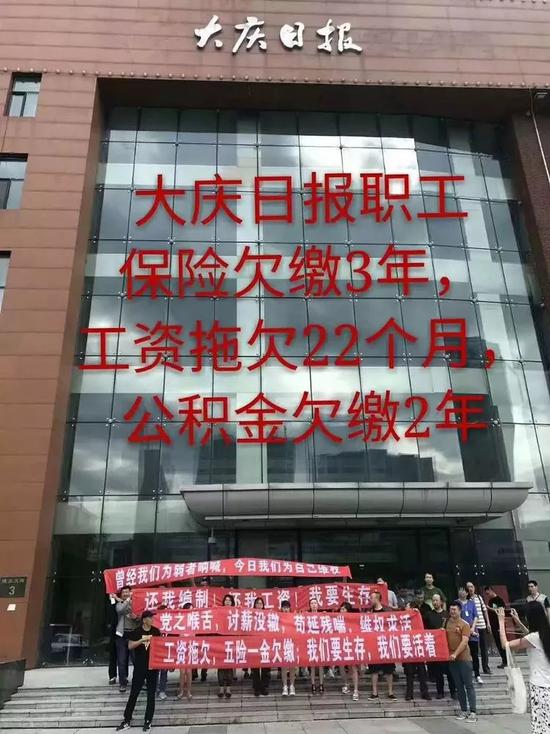 大庆日报
大庆日报职工
保险欠缴3年，
工资拖欠22个月，
公积金欠缴2年
曾经我们为弱者呐喊，今日我们为自己维权
还我编制！还我工资！我要生存
党之喉舌，讨薪没辙，苟延残喘，维权求活
工资拖欠，五险一金欠缴；我们要生存，我们要活着
3